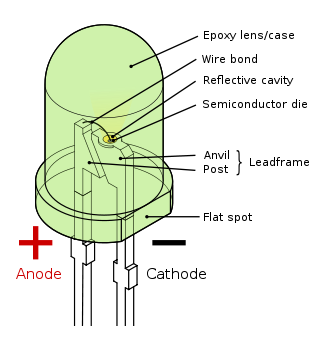 Epoxy lens/case
Wire bond
Reflective cavity
Semiconductor die
Anvil
Post
Leadframe
Flat spot
Anode
Cathode